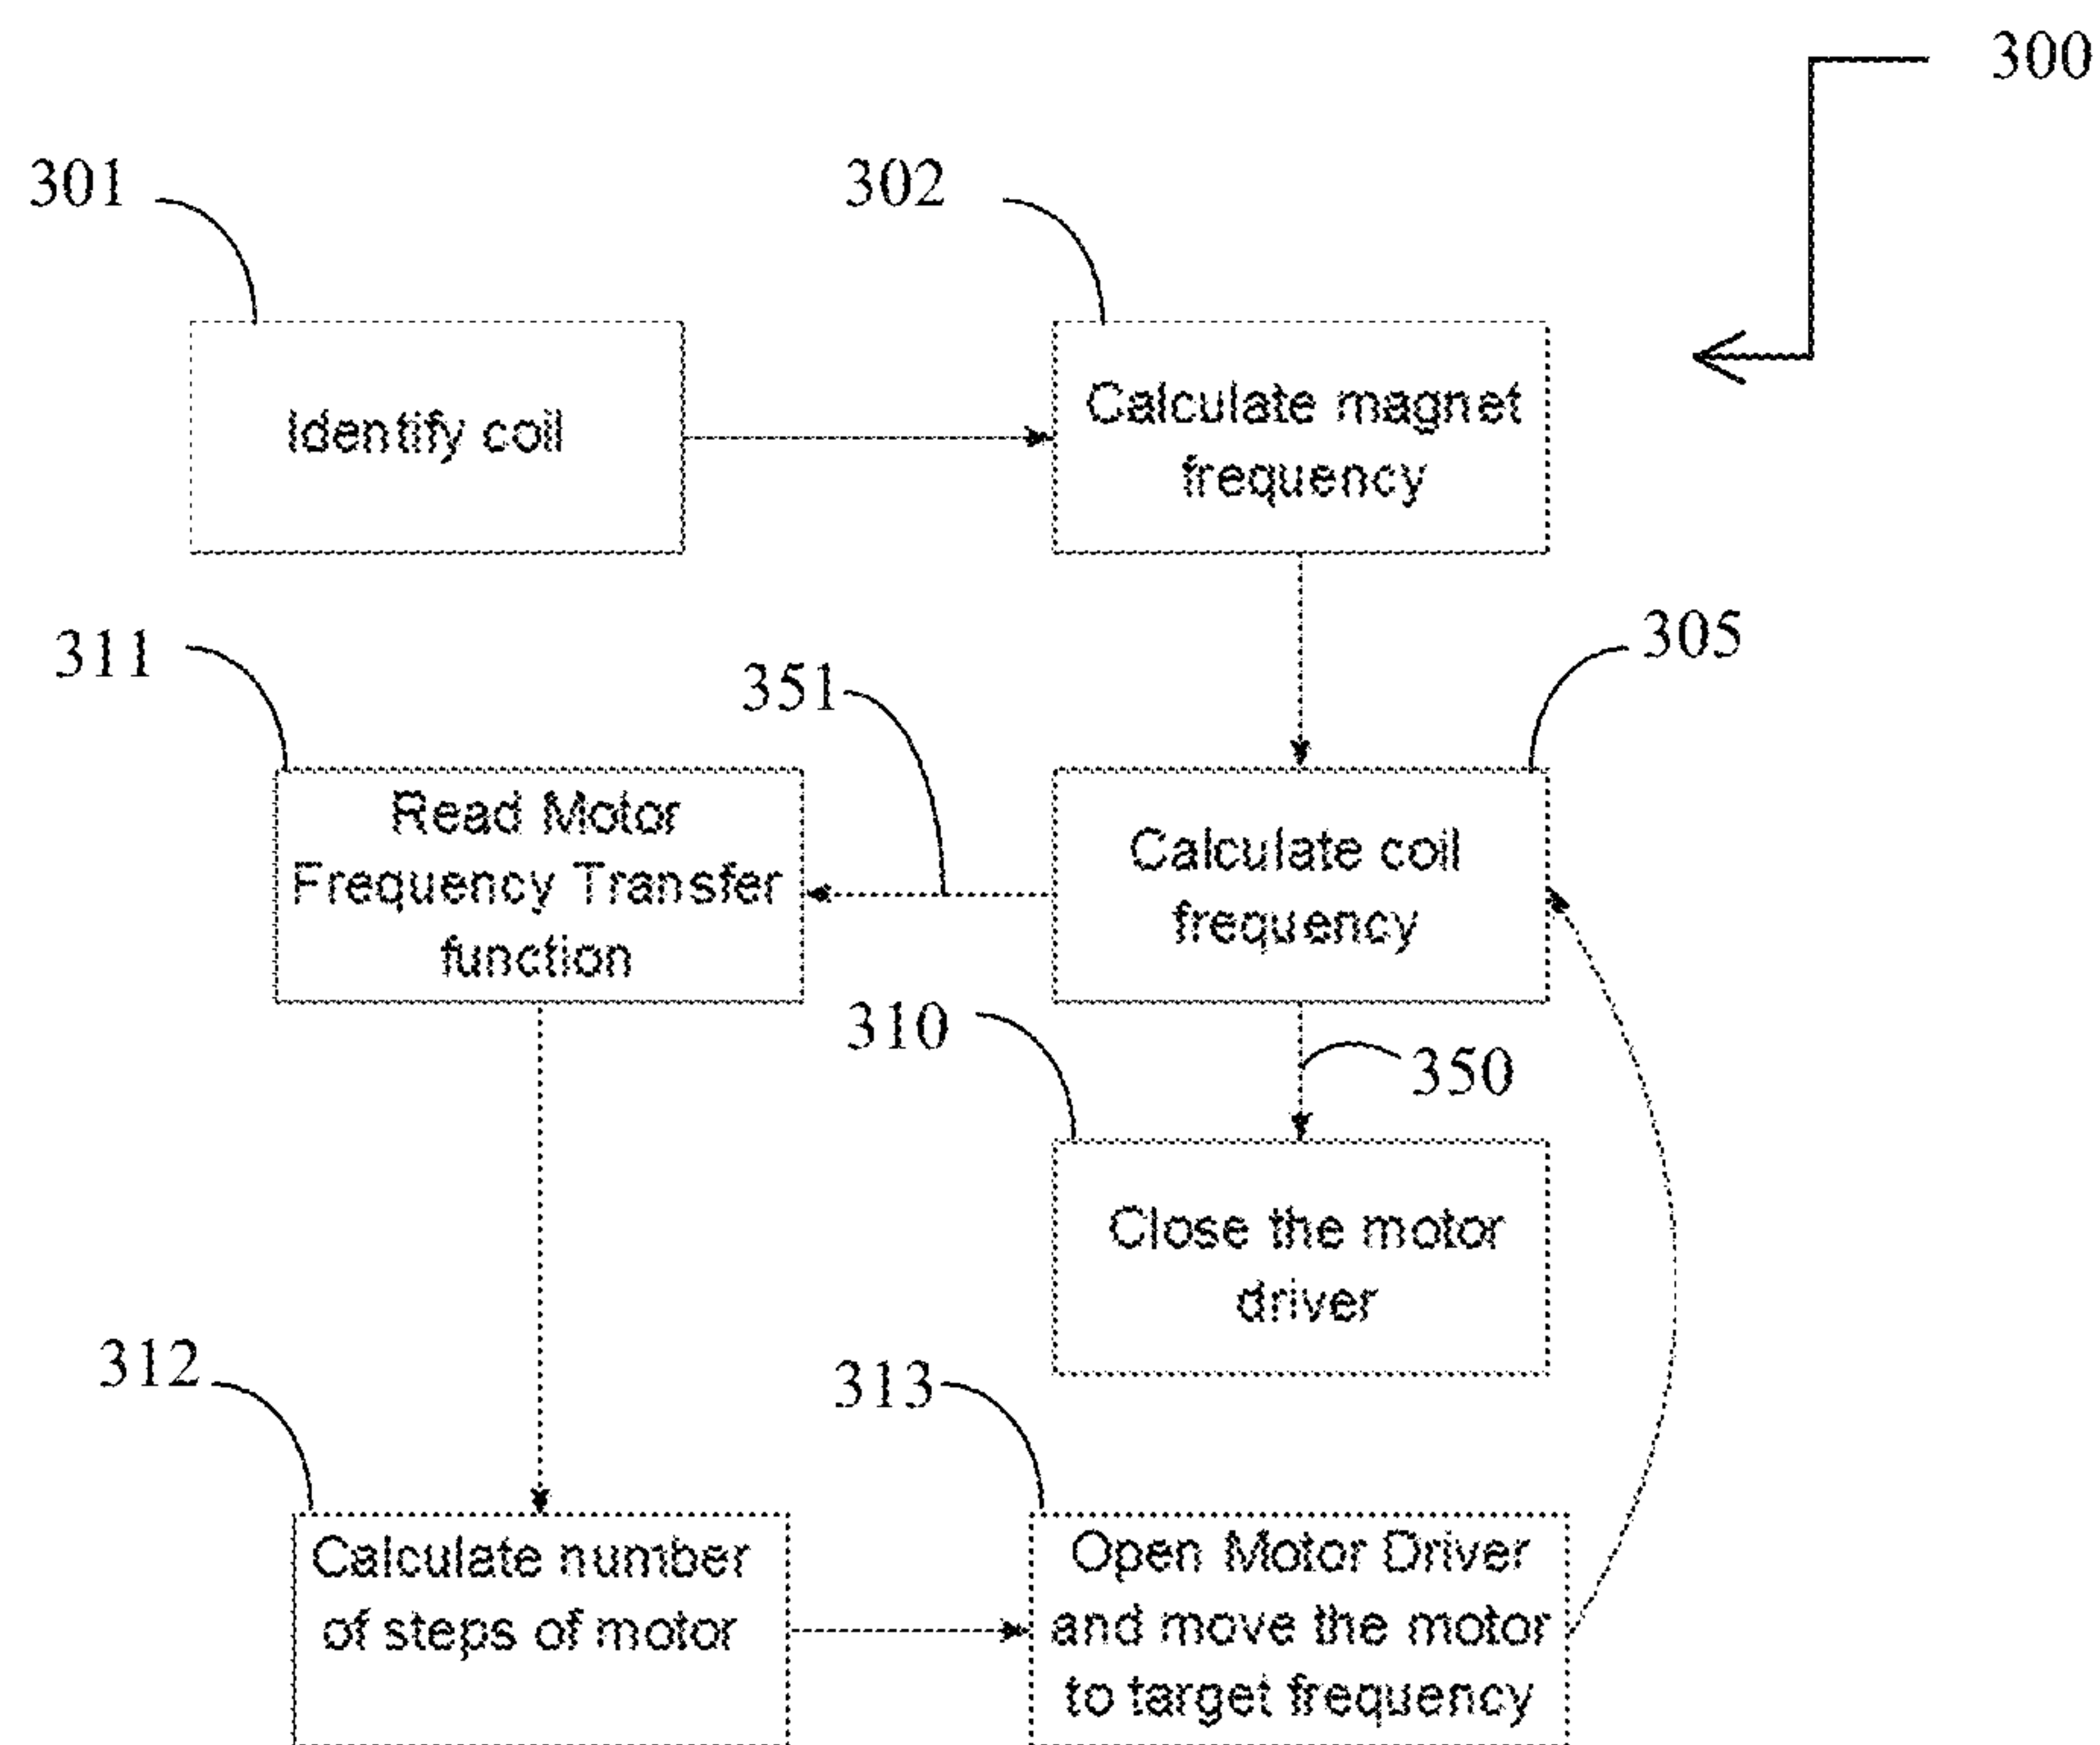 300
301
302
Identify coil
Calculate magnet
frequency
311
351
305
Read Motor
Frequency Transfer
function
Calculate coil
frequency
310
350
Close the motor
driver
312
313
Calculate number
of steps of motor
Open Motor Driver
and move the motor
to target frequency